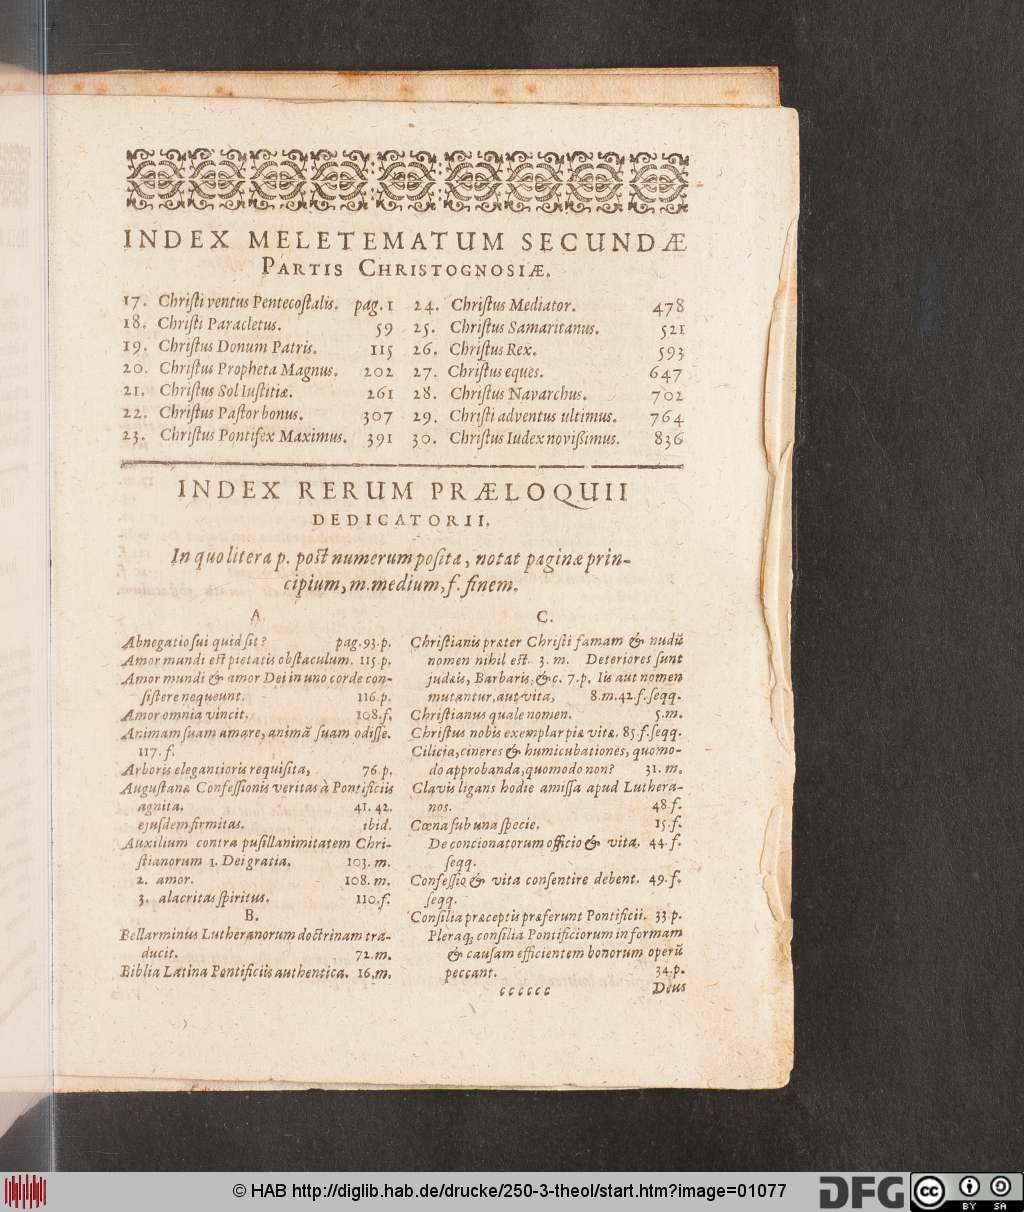 INDEX MELETEMATUM SECUNDÆ
PARTIS CHRISTOGNOSIÆ.
17. Chriſti ventus Pentecoſtalis. pag. 1
18. Chriſti Paracletus. 59
19. Chriſtus Donum Patris. 115
20. Chriſtus Propheta Magnus. 202
21. Chriſtus Sol Iuſtitiæ. 261
22. Chriſtus Paſtor bonus. 307
23. Chriſtus Pontifex Maximus. 391
24. Chriſtus Mediator. 478
25. Chriſtus Samaritanus. 521
26. Chriſtus Rex. 593
27. Chriſtus eques. 647
28. Chriſtus Navarchus. 702
29. Chriſti adventus ultimus. 764
30. Chriſtus Iudex noviſſimus. 836
INDEX RERUM PRÆLOQUII
DEDICATORII.
In quo litera p. poſt numerum poſita, notat paginæ prin-
cipium, m. medium, f. finem.
A.
Abnegatio ſui quid ſit? pag. 93. p.
Amor mundi eſt pietatis obſtaculum. 115 p.
Amor mundi & amor Dei in uno corde con-
ſiſtere nequeunt. 116. p.
Amor omnia vincit. 108. f.
Animam ſuam amare, animã ſuam odiſſe.
117. f.
Arboris elegantioris requiſita, 76. p.
Auguſtanæ Confeſſionis veritas à Pontificiis
agnita. 41. 42.
ejuſdem firmitas. ibid.
Auxilium contra puſillanimitatem Chri-
ſtianorum 1. Dei gratia. 103. m.
2. amor. 108. m.
3. alacritas ſpiritus. 110. f.
B.
Bellarminus Lutheranorum doctrinam tra-
ducit. 72. m.
Biblia Latina Pontificiis authentica. 16. m.
C.
Chriſtianis præter Chriſti famam & nudũ
nomen nihil eſt. 3. m. Deteriores ſunt
judæis, Barbaris, &c. 7. p. Iis aut nomen
mutantur, aut vita, 8. m. 42. f. ſeqq.
Chriſtianus quale nomen. 5. m.
Chriſtus nobis exemplar piæ vitæ. 85. f. ſeqq.
Cilicia, cineres & humicubationes, quomo-
do approbanda, quomodo non? 31. m.
Clavis ligans hodie amiſſa apud Luthera-
nos. 48. f.
Cœna ſub una ſpecie. 15. f.
De concionatorum officio & vita. 44. f.
ſeqq.
Confeſſio & vita conſentire debent. 49. f.
ſeqq.
Conſilia præceptis præferunt Pontificii. 33 p.
Pleraq; conſilia Pontificiorum in formam
& cauſam efficientem bonorum operũ
peccant. 34. p.
cccccc Deus
© HAB http://diglib.hab.de/drucke/250-3-theol/start.htm?image=01077
DFG
cc BY SA